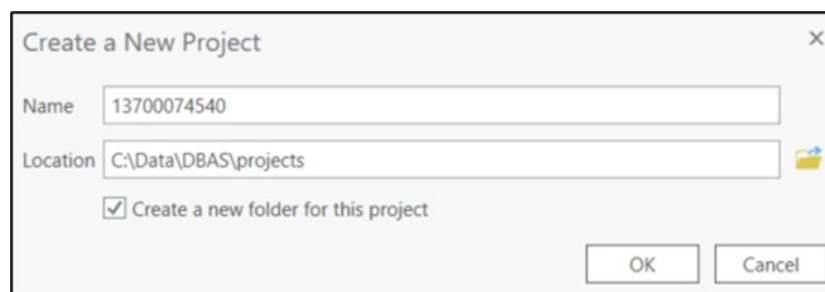 Create a New Project
Name 13700074540
Location C:\Data\DBAS\projects
Create a new folder for this project
OK Cancel